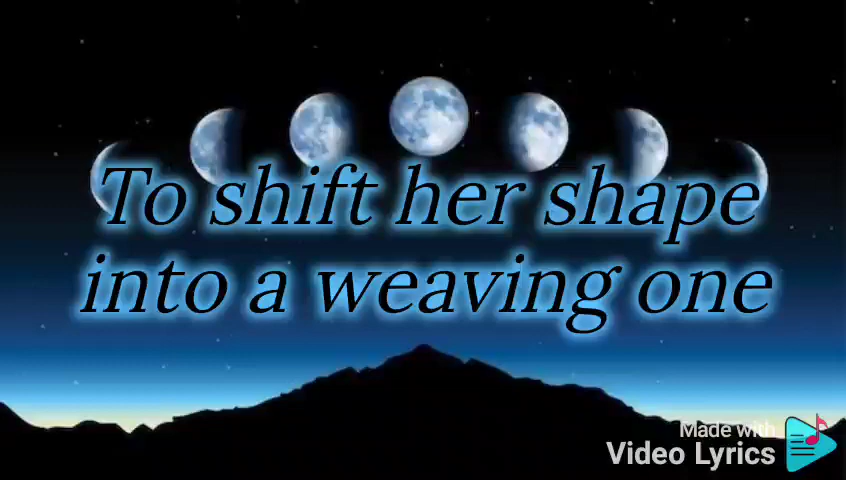 To shift her shape
into a weaving one
Made with
Video Lyrics